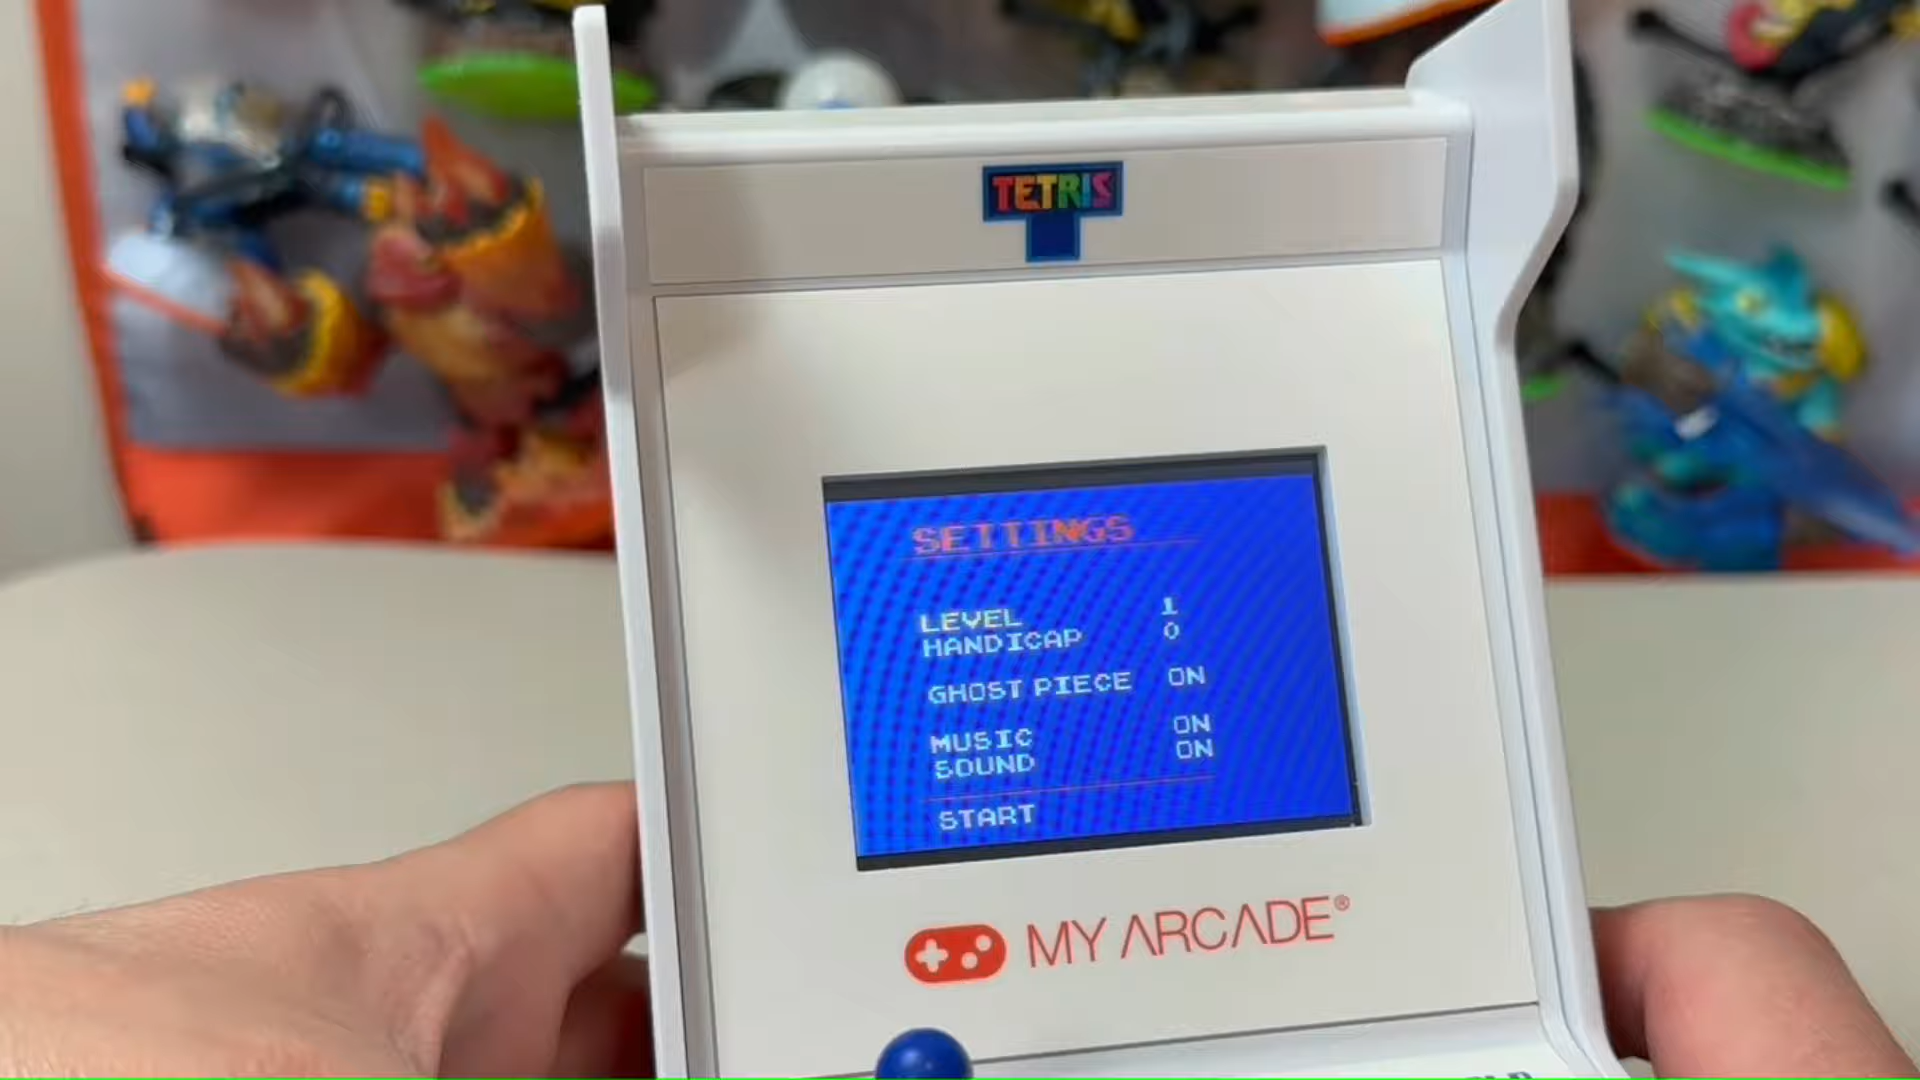 TETRIS
SETTINGS
LEVEL 1
HANDICAP 0
GHOST PIECE ON
MUSIC ON
SOUND ON
START
MY ARCADE®